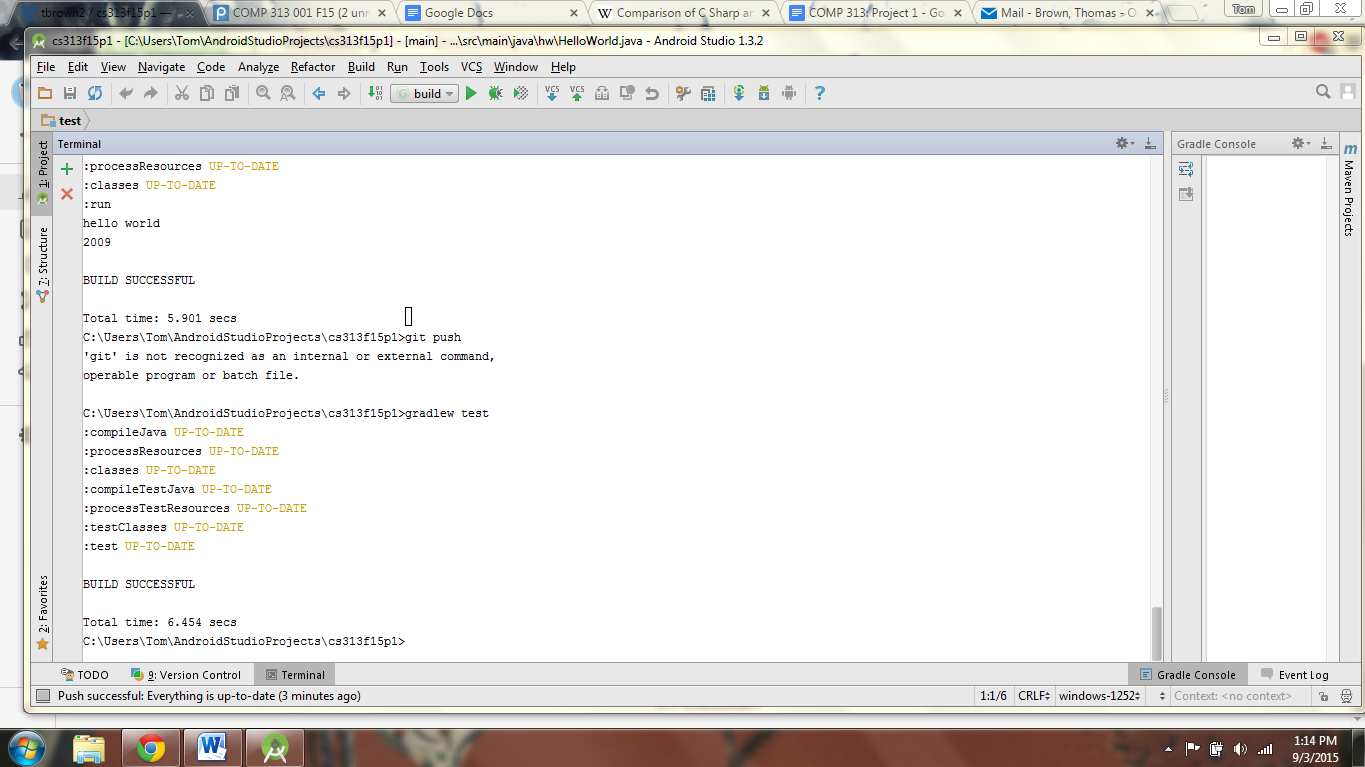 tbrown2 / cs313f15p1 —
COMP 313 001 F15 (2 unr
Google Docs
Comparison of C Sharp ar
COMP 313: Project 1 - Go
Mail - Brown, Thomas - O
Tom
cs313f15p1 - [C:\Users\Tom\AndroidStudioProjects\cs313f15p1] - [main] - ...\src\main\java\hw\HelloWorld.java - Android Studio 1.3.2
File Edit View Navigate Code Analyze Refactor Build Run Tools VCS Window Help
build
VCS VCS
test
Terminal
Gradle Console
1: Project
7: Structure
2: Favorites
Maven Projects
:processResources UP-TO-DATE
:classes UP-TO-DATE
:run
hello world
2009
BUILD SUCCESSFUL
Total time: 5.901 secs
C:\Users\Tom\AndroidStudioProjects\cs313f15p1>git push
'git' is not recognized as an internal or external command,
operable program or batch file.
C:\Users\Tom\AndroidStudioProjects\cs313f15p1>gradlew test
:compileJava UP-TO-DATE
:processResources UP-TO-DATE
:classes UP-TO-DATE
:compileTestJava UP-TO-DATE
:processTestResources UP-TO-DATE
:testClasses UP-TO-DATE
:test UP-TO-DATE
BUILD SUCCESSFUL
Total time: 6.454 secs
C:\Users\Tom\AndroidStudioProjects\cs313f15p1>
TODO 9: Version Control Terminal Gradle Console Event Log
Push successful: Everything is up-to-date (3 minutes ago) 1:1/6 CRLF windows-1252 Context: <no context>
1:14 PM
9/3/2015